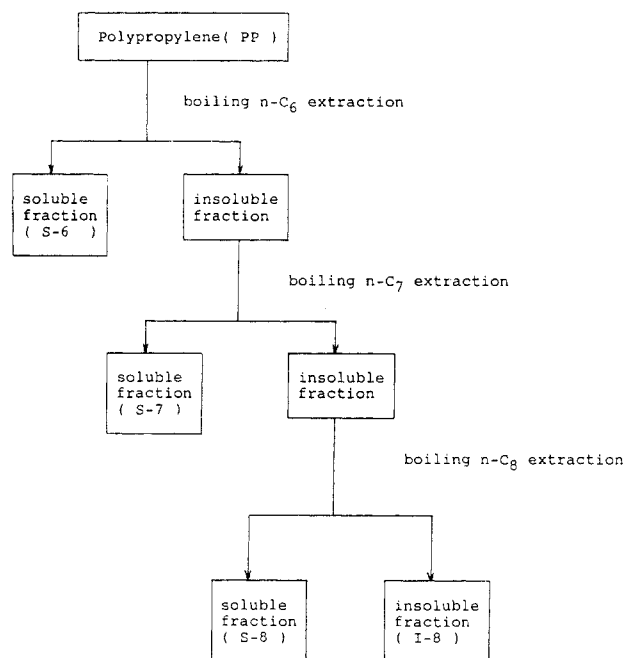 Polypropylene( PP )
boiling n-C6 extraction
soluble
fraction
( S-6 )
insoluble
fraction
boiling n-C7 extraction
soluble
fraction
( S-7 )
insoluble
fraction
boiling n-C8 extraction
soluble
fraction
( S-8 )
insoluble
fraction
( I-8 )